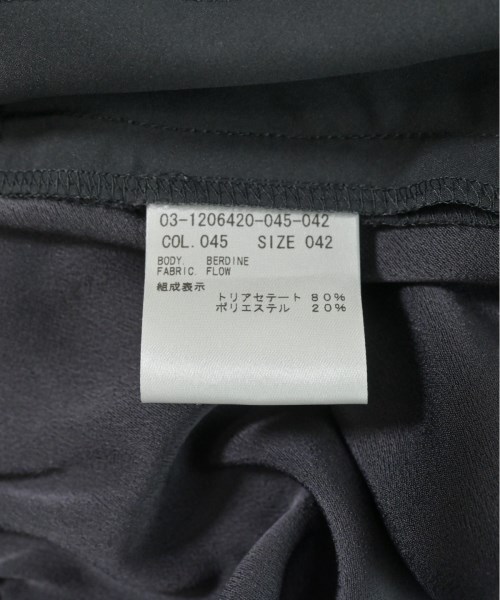 03-1206420-045-042
COL. 045 SIZE 042
BODY. BERDINE
FABRIC. FLOW
組成表示
トリアセテート 80%
ポリエステル 20%